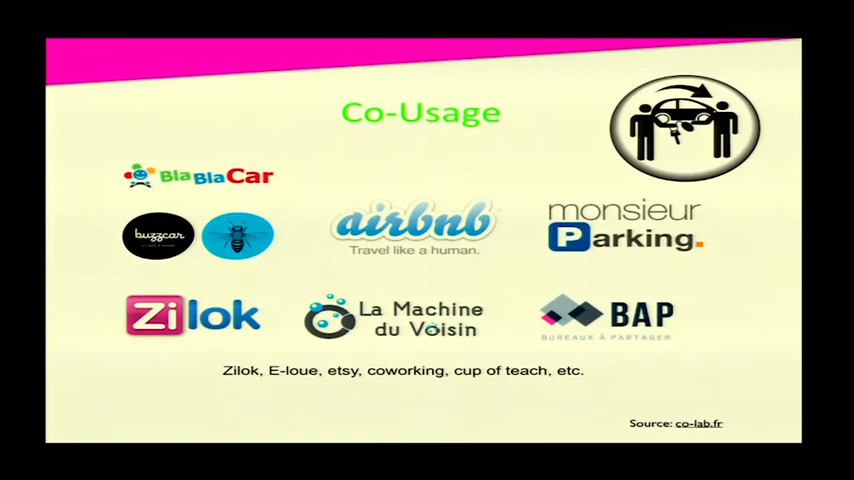 Co-Usage
BlaBlaCar
buzzcar
airbnb
Travel like a human.
monsieur
Parking.
Zilok
La Machine
du Voisin
BAP
BUREAUX À PARTAGER
Zilok, E-loue, etsy, coworking, cup of teach, etc.
Source: co-lab.fr